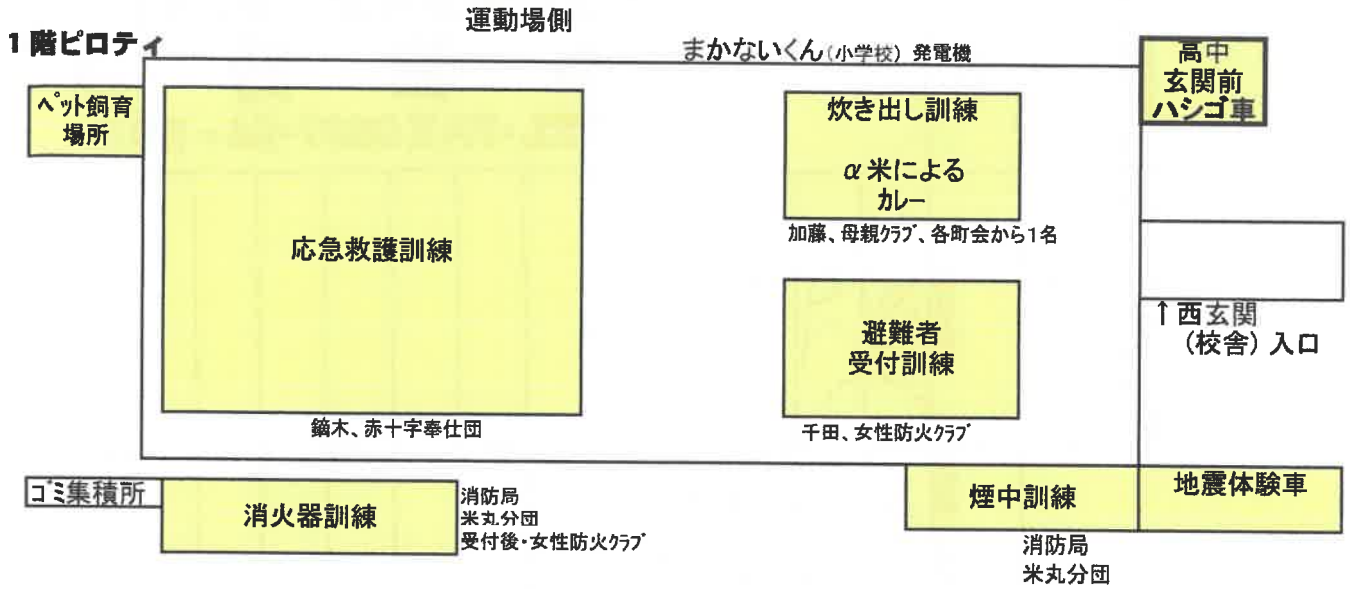 運動場側
1階ピロティ
まかないくん(小学校) 発電機
高中
玄関前
ハシゴ車
ペット飼育
場所
炊き出し訓練
α米による
カレー
加藤、母親クラブ、各町会から1名
応急救護訓練
↑西玄関
(校舎)入口
避難者
受付訓練
鏑木、赤十字奉仕団
千田、女性防火クラブ
ゴミ集積所
消火器訓練
消防局
米丸分団
受付後・女性防火クラブ
煙中訓練
地震体験車
消防局
米丸分団